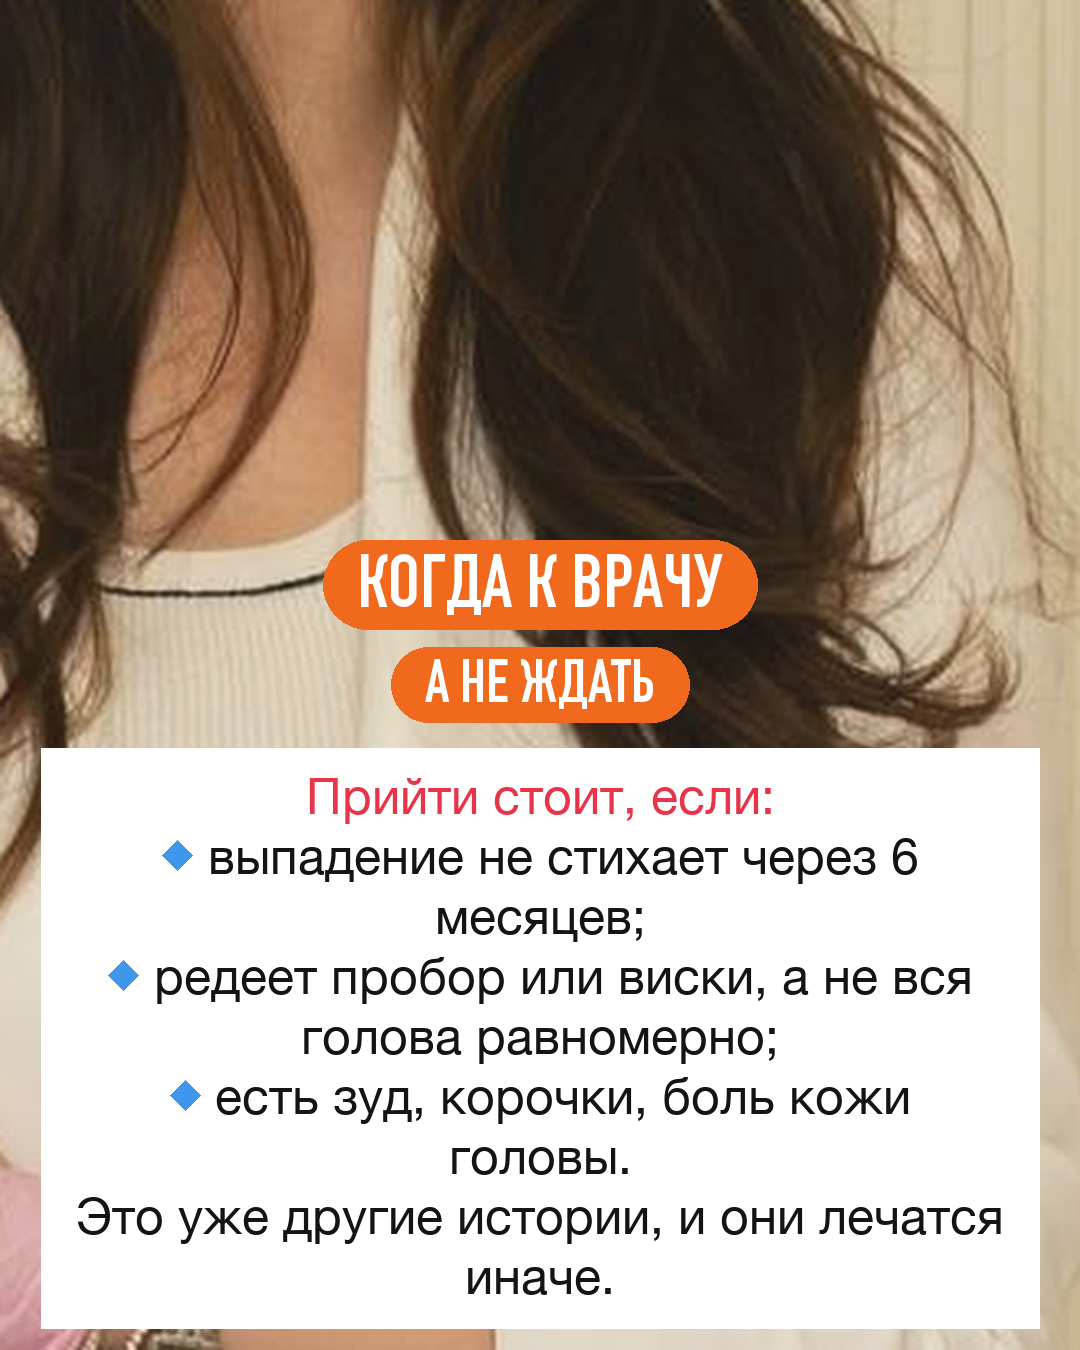 КОГДА К ВРАЧУ
А НЕ ЖДАТЬ
Прийти стоит, если:
🔷 выпадение не стихает через 6
месяцев;
🔷 редеет пробор или виски, а не вся
голова равномерно;
🔷 есть зуд, корочки, боль кожи
головы.
Это уже другие истории, и они лечатся
иначе.